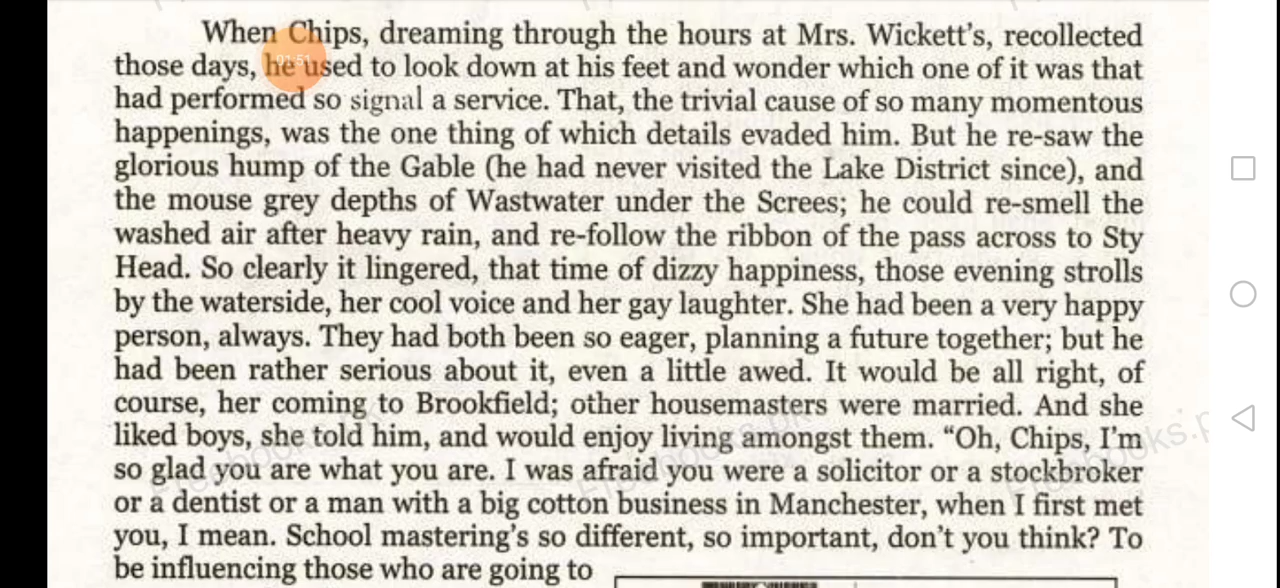 When Chips, dreaming through the hours at Mrs. Wickett's, recollected
those days, he used to look down at his feet and wonder which one of it was that
had performed so signal a service. That, the trivial cause of so many momentous
happenings, was the one thing of which details evaded him. But he re-saw the
glorious hump of the Gable (he had never visited the Lake District since), and
the mouse grey depths of Wastwater under the Screes; he could re-smell the
washed air after heavy rain, and re-follow the ribbon of the pass across to Sty
Head. So clearly it lingered, that time of dizzy happiness, those evening strolls
by the waterside, her cool voice and her gay laughter. She had been a very happy
person, always. They had both been so eager, planning a future together; but he
had been rather serious about it, even a little awed. It would be all right, of
course, her coming to Brookfield; other housemasters were married. And she
liked boys, she told him, and would enjoy living amongst them. “Oh, Chips, I'm
so glad you are what you are. I was afraid you were a solicitor or a stockbroker
or a dentist or a man with a big cotton business in Manchester, when I first met
you, I mean. School mastering's so different, so important, don't you think? To
be influencing those who are going to